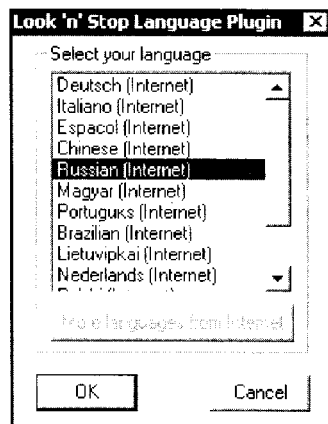 Look 'n' Stop Language Plugin
Select your language
Deutsch (Internet)
Italiano (Internet)
Espacol (Internet)
Chinese (Internet)
Russian (Internet)
Magyar (Internet)
Portuguкs (Internet)
Brazilian (Internet)
Lietuvipkai (Internet)
Nederlands (Internet)
More languages from Internet
OK
Cancel